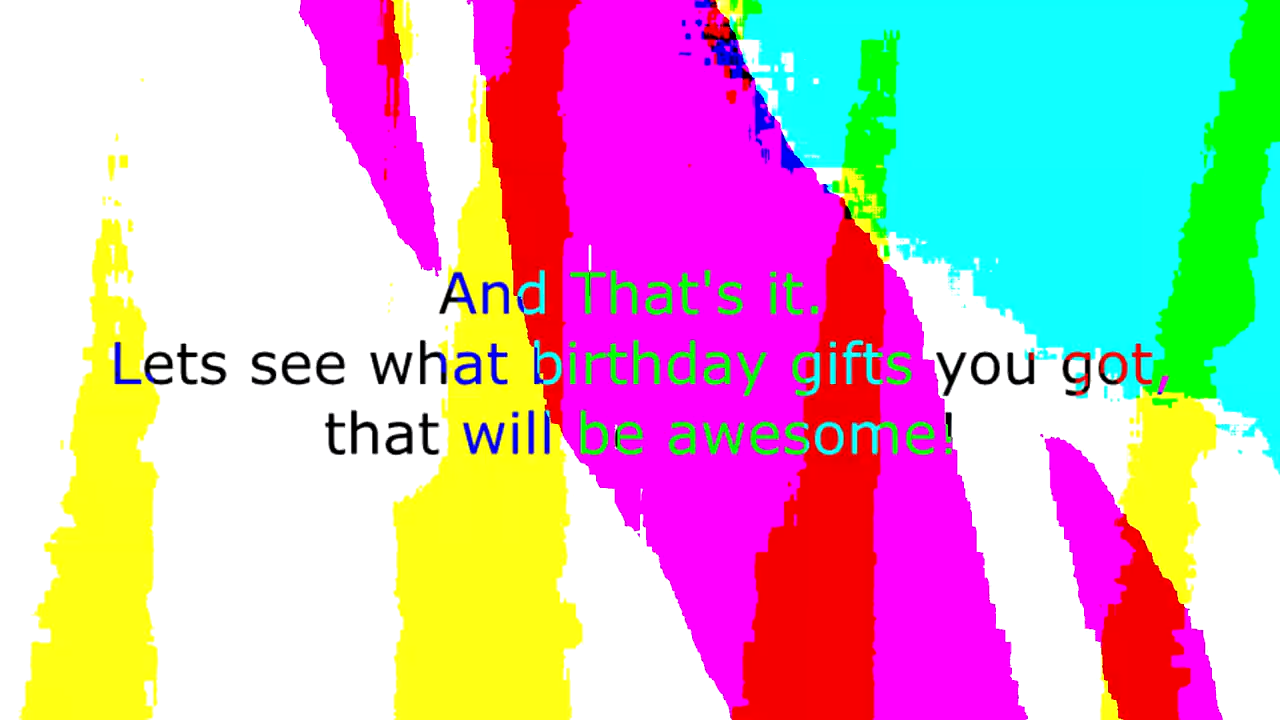 And That's it.
Lets see what birthday gifts you got,
that will be awesome!